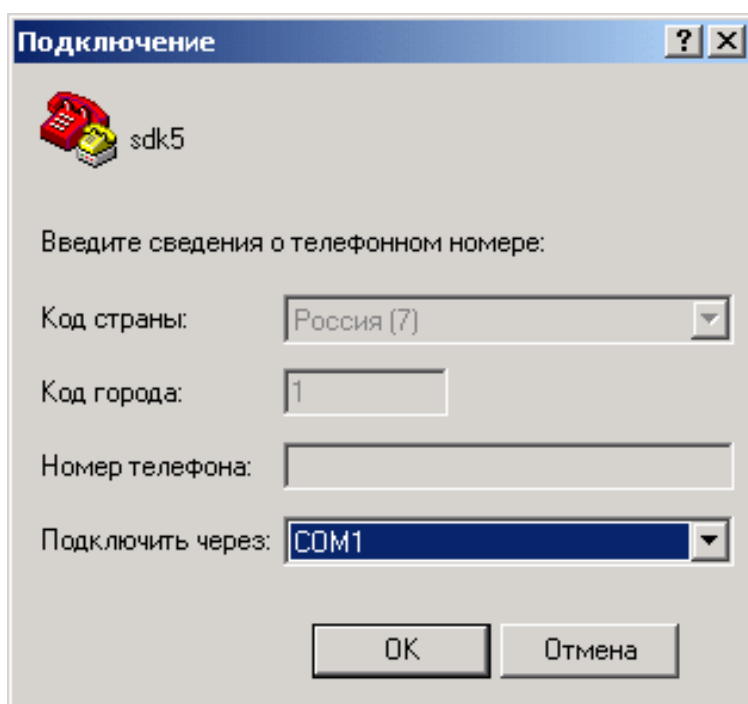 Подключение
sdk5
Введите сведения о телефонном номере:
Код страны: Россия (7)
Код города: 1
Номер телефона:
Подключить через: COM1
OK Отмена